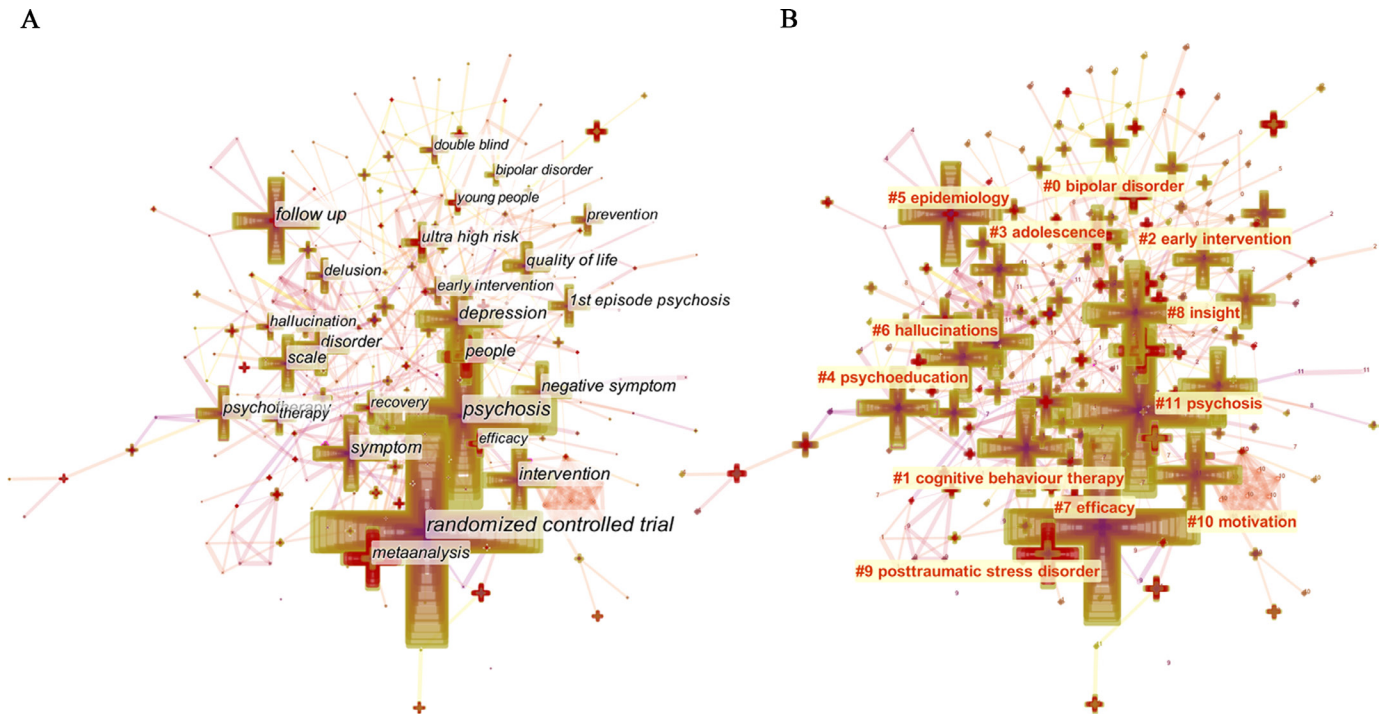 A
B
double blind
bipolar disorder
young people
prevention
follow up
ultra high risk
quality of life
delusion
early intervention
1st episode psychosis
depression
hallucination
disorder
scale
people
negative symptom
psychotherapy
therapy
recovery
psychosis
efficacy
symptom
intervention
randomized controlled trial
metaanalysis
#0 bipolar disorder
#5 epidemiology
#3 adolescence
#2 early intervention
#8 insight
#6 hallucinations
#4 psychoeducation
#11 psychosis
#1 cognitive behaviour therapy
#7 efficacy
#10 motivation
#9 posttraumatic stress disorder